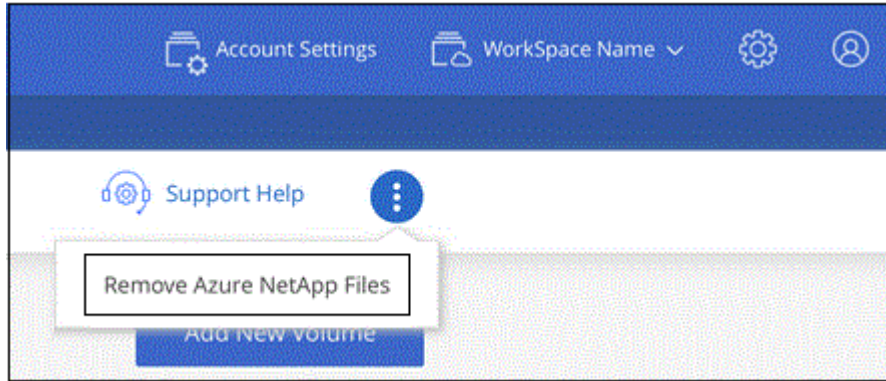 Account Settings
WorkSpace Name
Support Help
Remove Azure NetApp Files
Add New Volume